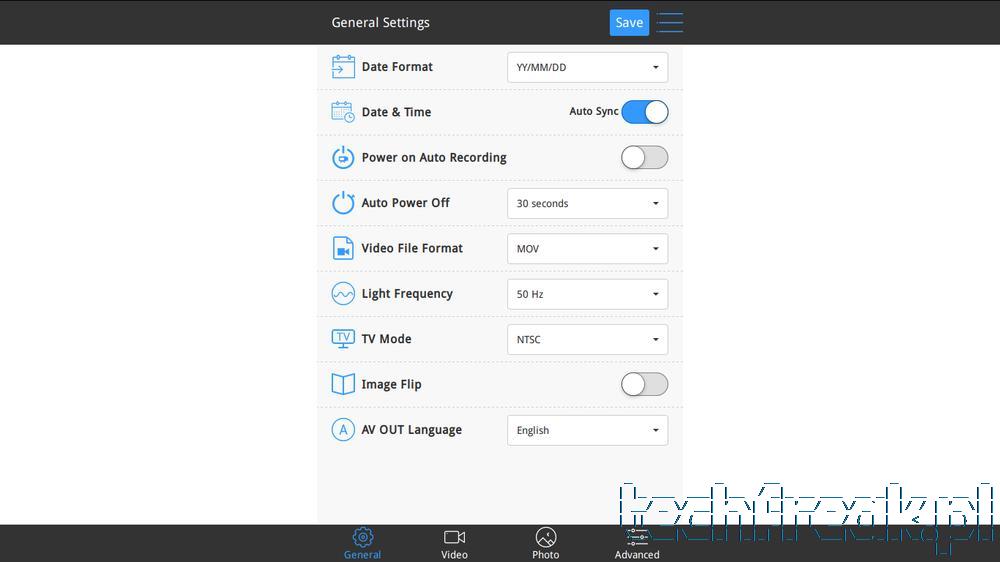 General Settings Save
Date Format YY/MM/DD
Date & Time Auto Sync
Power on Auto Recording
Auto Power Off 30 seconds
Video File Format MOV
Light Frequency 50 Hz
TV TV Mode NTSC
Image Flip
A AV OUT Language English
techfreak.pl
General Video Photo Advanced